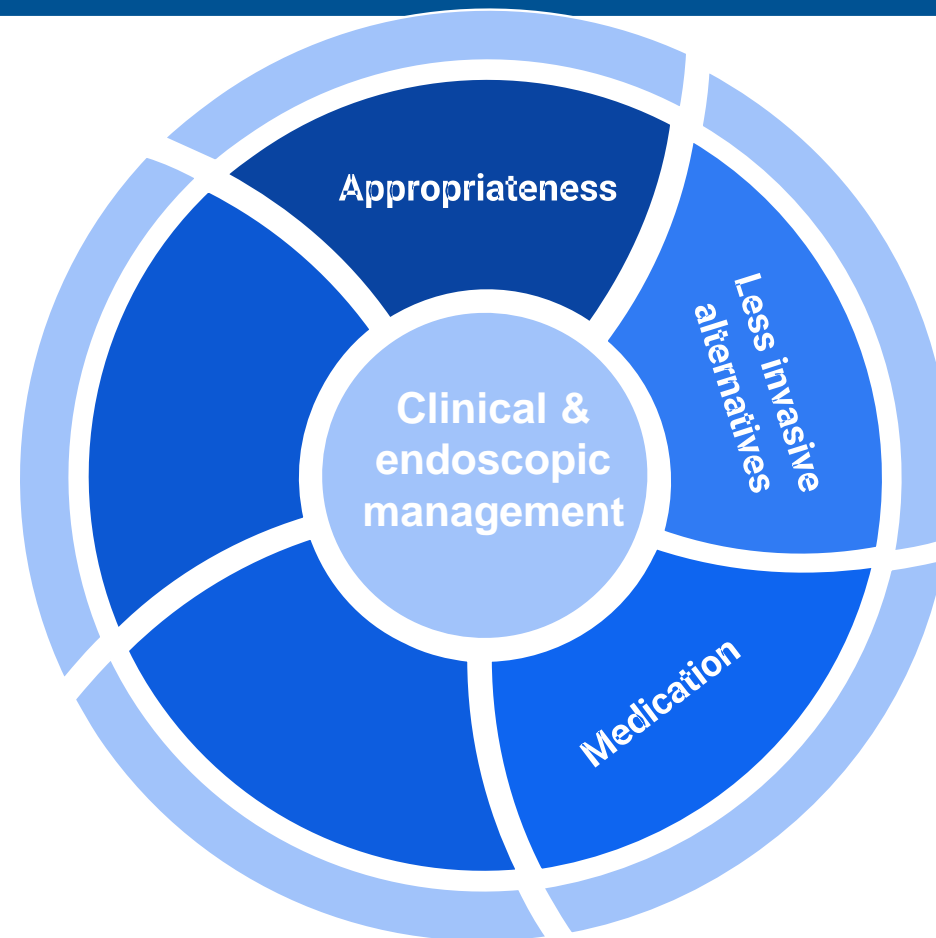 Appropriateness
Less invasive
alternatives
Clinical &
endoscopic
management
Medication